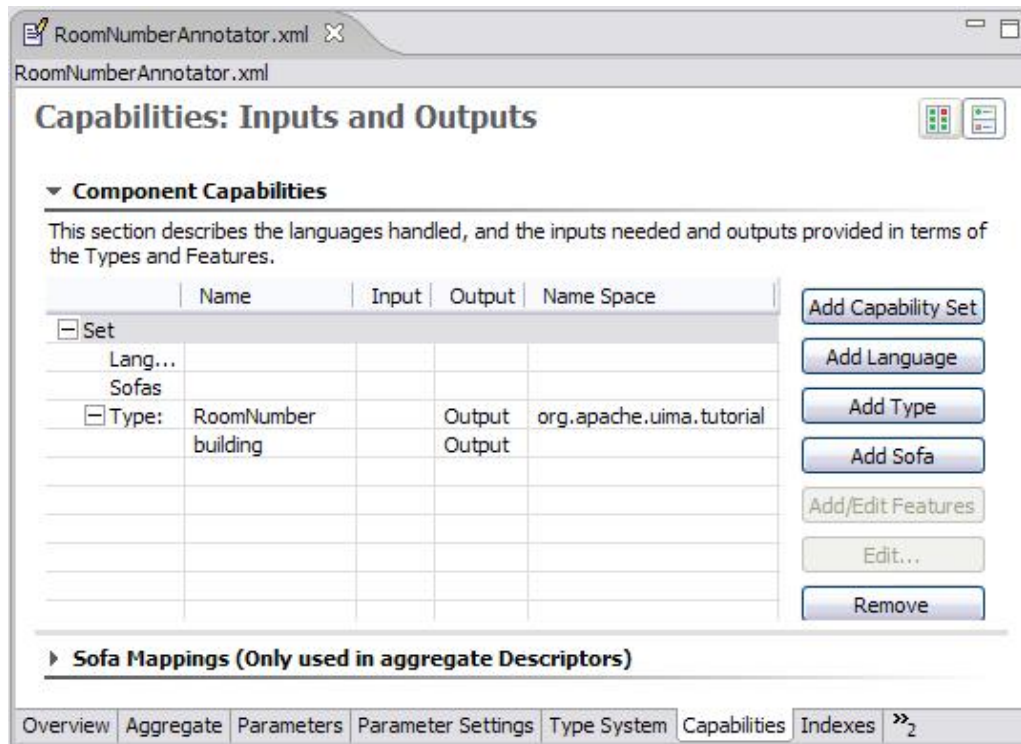 RoomNumberAnnotator.xml
RoomNumberAnnotator.xml
Capabilities: Inputs and Outputs
Component Capabilities
This section describes the languages handled, and the inputs needed and outputs provided in terms of
the Types and Features.
Name Input Output Name Space
Set
Lang...
Sofas
Type: RoomNumber Output org.apache.uima.tutorial
building Output
Add Capability Set
Add Language
Add Type
Add Sofa
Add/Edit Features
Edit...
Remove
Sofa Mappings (Only used in aggregate Descriptors)
Overview Aggregate Parameters Parameter Settings Type System Capabilities Indexes »2